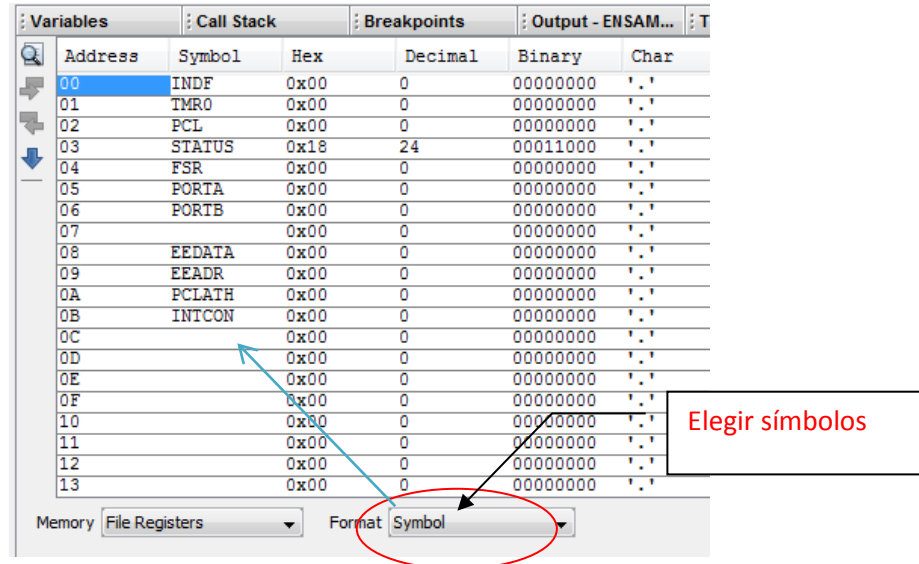 Variables Call Stack Breakpoints Output - ENSAM... T
Address Symbol Hex Decimal Binary Char
00 INDF 0x00 0 00000000 '.'
01 TMR0 0x00 0 00000000 '.'
02 PCL 0x00 0 00000000 '.'
03 STATUS 0x18 24 00011000 '.'
04 FSR 0x00 0 00000000 '.'
05 PORTA 0x00 0 00000000 '.'
06 PORTB 0x00 0 00000000 '.'
07 0x00 0 00000000 '.'
08 EEDATA 0x00 0 00000000 '.'
09 EEADR 0x00 0 00000000 '.'
0A PCLATH 0x00 0 00000000 '.'
0B INTCON 0x00 0 00000000 '.'
0C 0x00 0 00000000 '.'
0D 0x00 0 00000000 '.'
0E 0x00 0 00000000 '.'
0F 0x00 0 00000000 '.'
10 0x00 0 00000000 '.'
11 0x00 0 00000000 '.'
12 0x00 0 00000000 '.'
13 0x00 0 00000000 '.'
Elegir símbolos
Memory File Registers Format Symbol